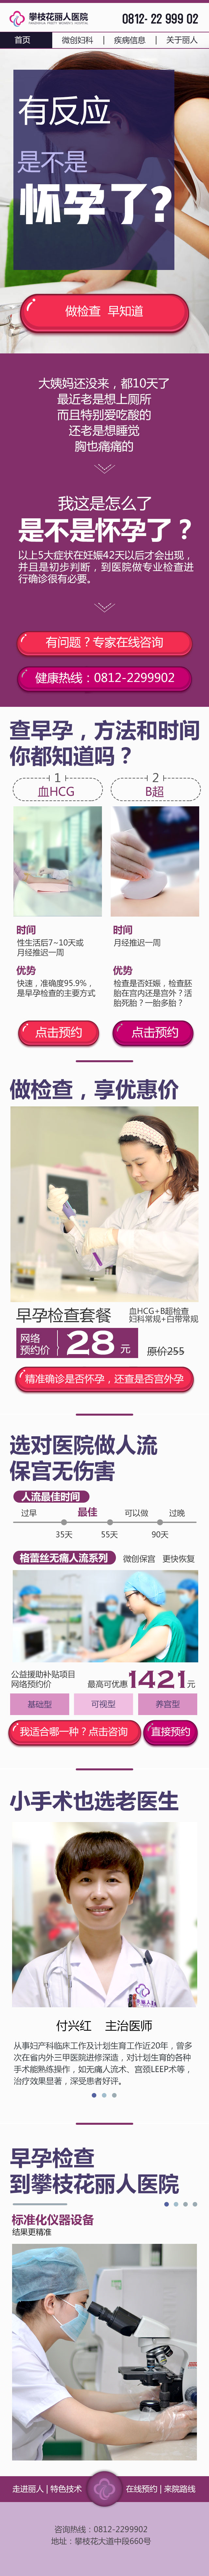 攀枝花丽人医院
0812- 22 999 02
首页 微创妇科 | 疾病信息 | 关于丽人
有反应
是不是
怀孕了?
做检查 早知道
大姨妈还没来，都10天了
最近老是想上厕所
而且特别爱吃酸的
还老是想睡觉
胸也痛痛的
我这是怎么了
是不是怀孕了？
以上5大症状在妊娠42天以后才会出现，
并且是初步判断，到医院做专业检查进
行确诊很有必要。
有问题？专家在线咨询
健康热线：0812-2299902
查早孕，方法和时间
你都知道吗？
1 2
血HCG B超
时间
性生活后7~10天或
月经推迟一周
优势
快速，准确度95.9%，
是早孕检查的主要方式
时间
月经推迟一周
优势
检查是否妊娠，检查胚
胎在宫内还是宫外？活
胎死胎？一胎多胎？
点击预约 点击预约
做检查，享优惠价
早孕检查套餐
血HCG+B超检查
妇科常规+白带常规
网络
预约价 28 元 原价255
精准确诊是否怀孕，还查是否宫外孕
选对医院做人流
保宫无伤害
人流最佳时间
过早 最佳 可以做 过晚
35天 55天 90天
格蕾丝无痛人流系列 微创保宫 更快恢复
公益援助补贴项目
网络预约价 最高可优惠 1421元
基础型 可视型 养宫型
我适合哪一种？点击咨询 直接预约
小手术也选老医生
付兴红 主治医师
从事妇产科临床工作及计划生育工作近20年，曾多
次在省内外三甲医院进修深造，对计划生育的各种
手术能熟练操作，如无痛人流术、宫颈LEEP术等，
治疗效果显著，深受患者好评。
早孕检查
到攀枝花丽人医院
标准化仪器设备
结果更精准
走进丽人 | 特色技术 在线预约 | 来院路线
咨询热线：0812-2299902
地址：攀枝花大道中段660号